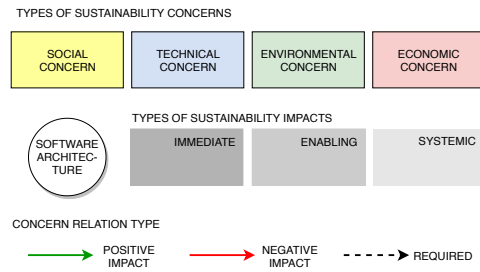 TYPES OF SUSTAINABILITY CONCERNS
SOCIAL
CONCERN
TECHNICAL
CONCERN
ENVIRONMENTAL
CONCERN
ECONOMIC
CONCERN
TYPES OF SUSTAINABILITY IMPACTS
SOFTWARE
ARCHITEC-
TURE
IMMEDIATE
ENABLING
SYSTEMIC
CONCERN RELATION TYPE
POSITIVE
IMPACT
NEGATIVE
IMPACT
REQUIRED